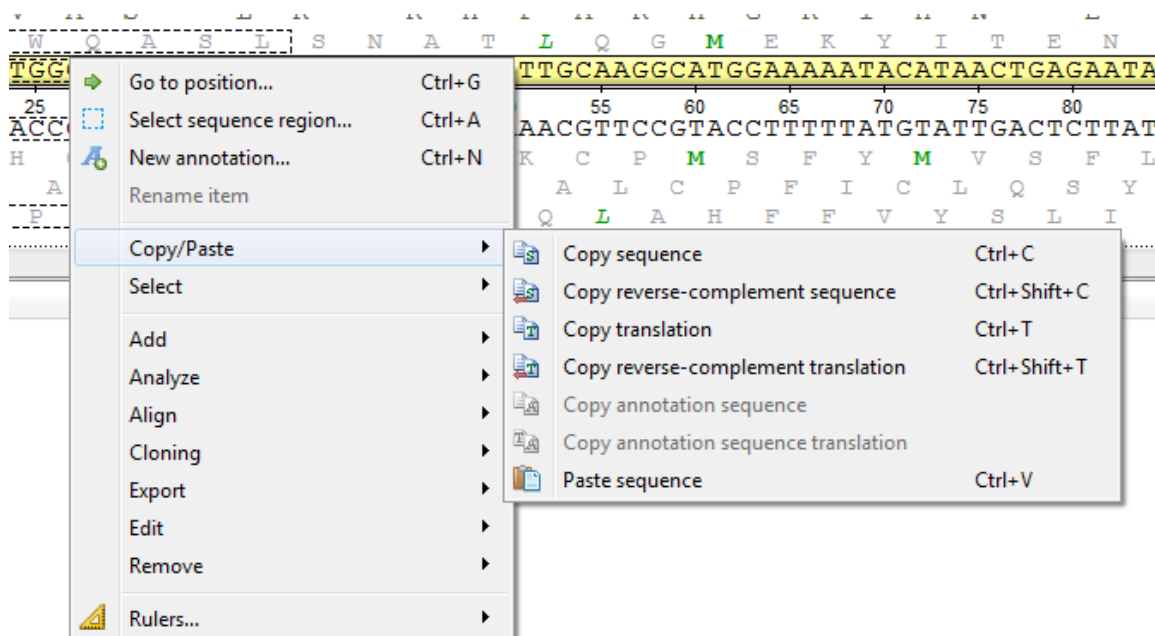 W Q A S L S N A T L Q G M E K Y I T E N
TGG TTGCAAGGCATGGAAAAATACATAACTGAGAATA
25 55 60 65 70 75 80
ACC AACGTTCCGTACCTTTTTATGTATTGACTCTTAT
H K C P M S F Y M V S F L
A A L C P F I C L Q S Y
P Q L A H F F V Y S L I
Go to position... Ctrl+G
Select sequence region... Ctrl+A
New annotation... Ctrl+N
Rename item
Copy/Paste
Select
Add
Analyze
Align
Cloning
Export
Edit
Remove
Rulers...
Copy sequence Ctrl+C
Copy reverse-complement sequence Ctrl+Shift+C
Copy translation Ctrl+T
Copy reverse-complement translation Ctrl+Shift+T
Copy annotation sequence
Copy annotation sequence translation
Paste sequence Ctrl+V